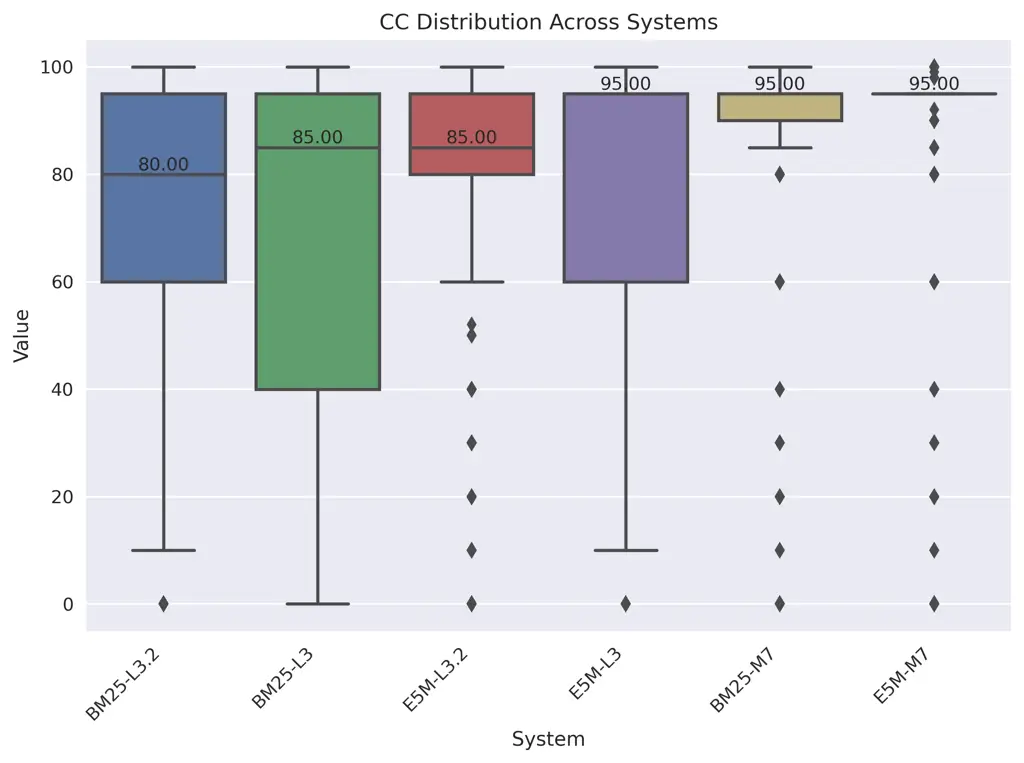 CC Distribution Across Systems
Value
100
80
60
40
20
0
80.00
85.00
85.00
95.00
95.00
95.00
BM25-L3.2
BM25-L3
E5M-L3.2
E5M-L3
BM25-M7
E5M-M7
System